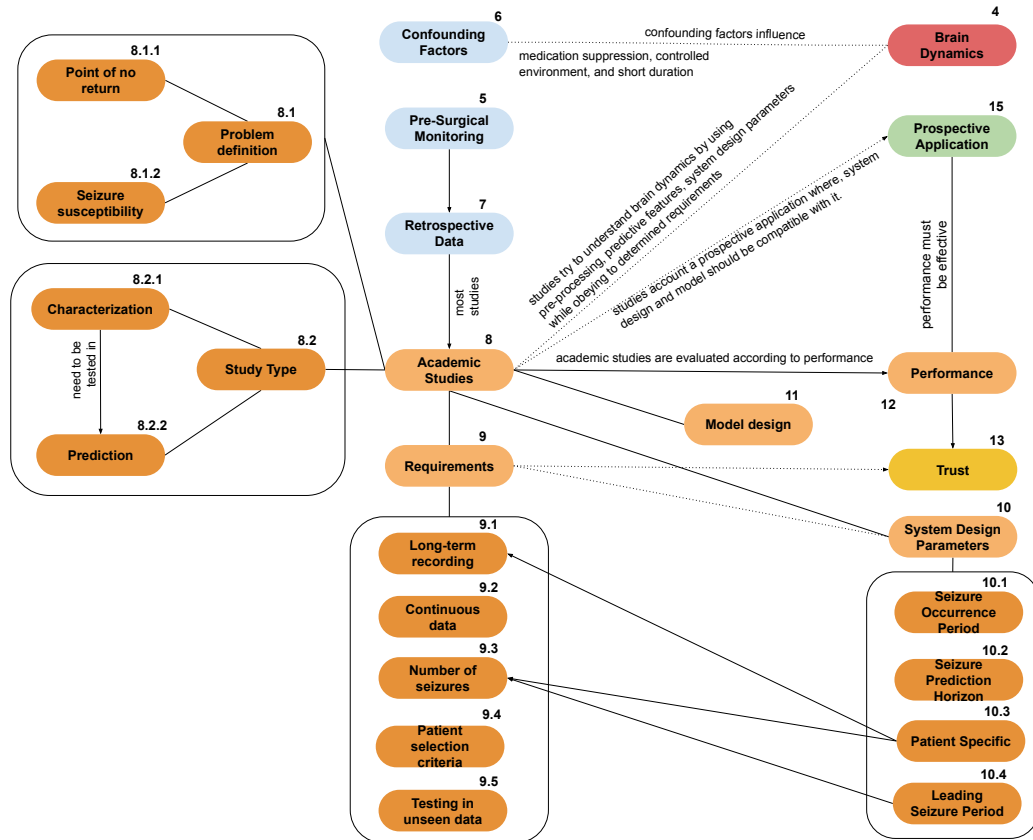 6
Confounding
Factors
confounding factors influence
medication suppression, controlled
environment, and short duration
4
Brain
Dynamics
8.1.1
Point of no
return
8.1
Problem
definition
8.1.2
Seizure
susceptibility
5
Pre-Surgical
Monitoring
15
Prospective
Application
7
Retrospective
Data
studies try to understand brain dynamics by using
pre-processing, predictive features, system design parameters
while obeying to determined requirements
studies account a prospective application where, system
design and model should be compatible with it.
performance must
be effective
most
studies
8.2.1
Characterization
8.2
Study Type
need to be
tested in
8.2.2
Prediction
8
Academic
Studies
academic studies are evaluated according to performance
Performance
12
11
Model design
9
Requirements
13
Trust
10
System Design
Parameters
9.1
Long-term
recording
9.2
Continuous
data
9.3
Number of
seizures
9.4
Patient
selection
criteria
9.5
Testing in
unseen data
10.1
Seizure
Occurrence
Period
10.2
Seizure
Prediction
Horizon
10.3
Patient Specific
10.4
Leading
Seizure Period